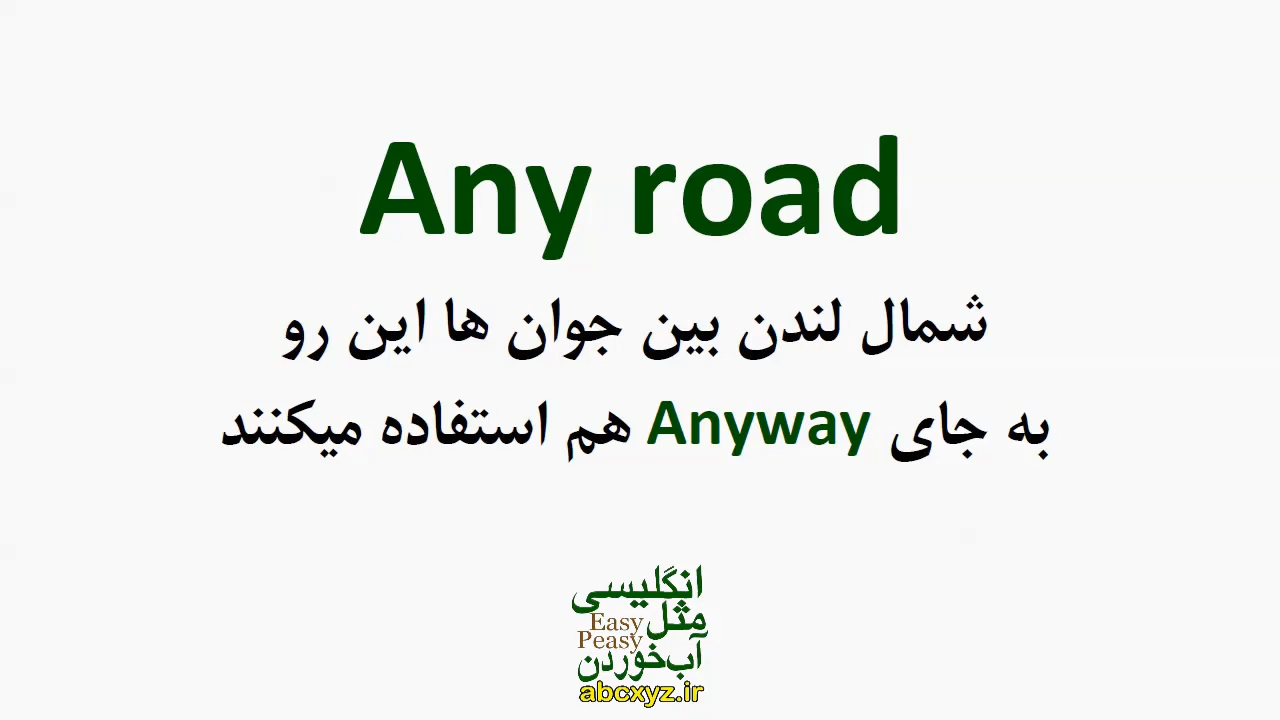 Any road
شمال لندن بین جوان ها این رو
به جای Anyway هم استفاده میکنند
انگلیسی
مثل Easy
Peasy
آب‌خوردن
abcxyz.ir